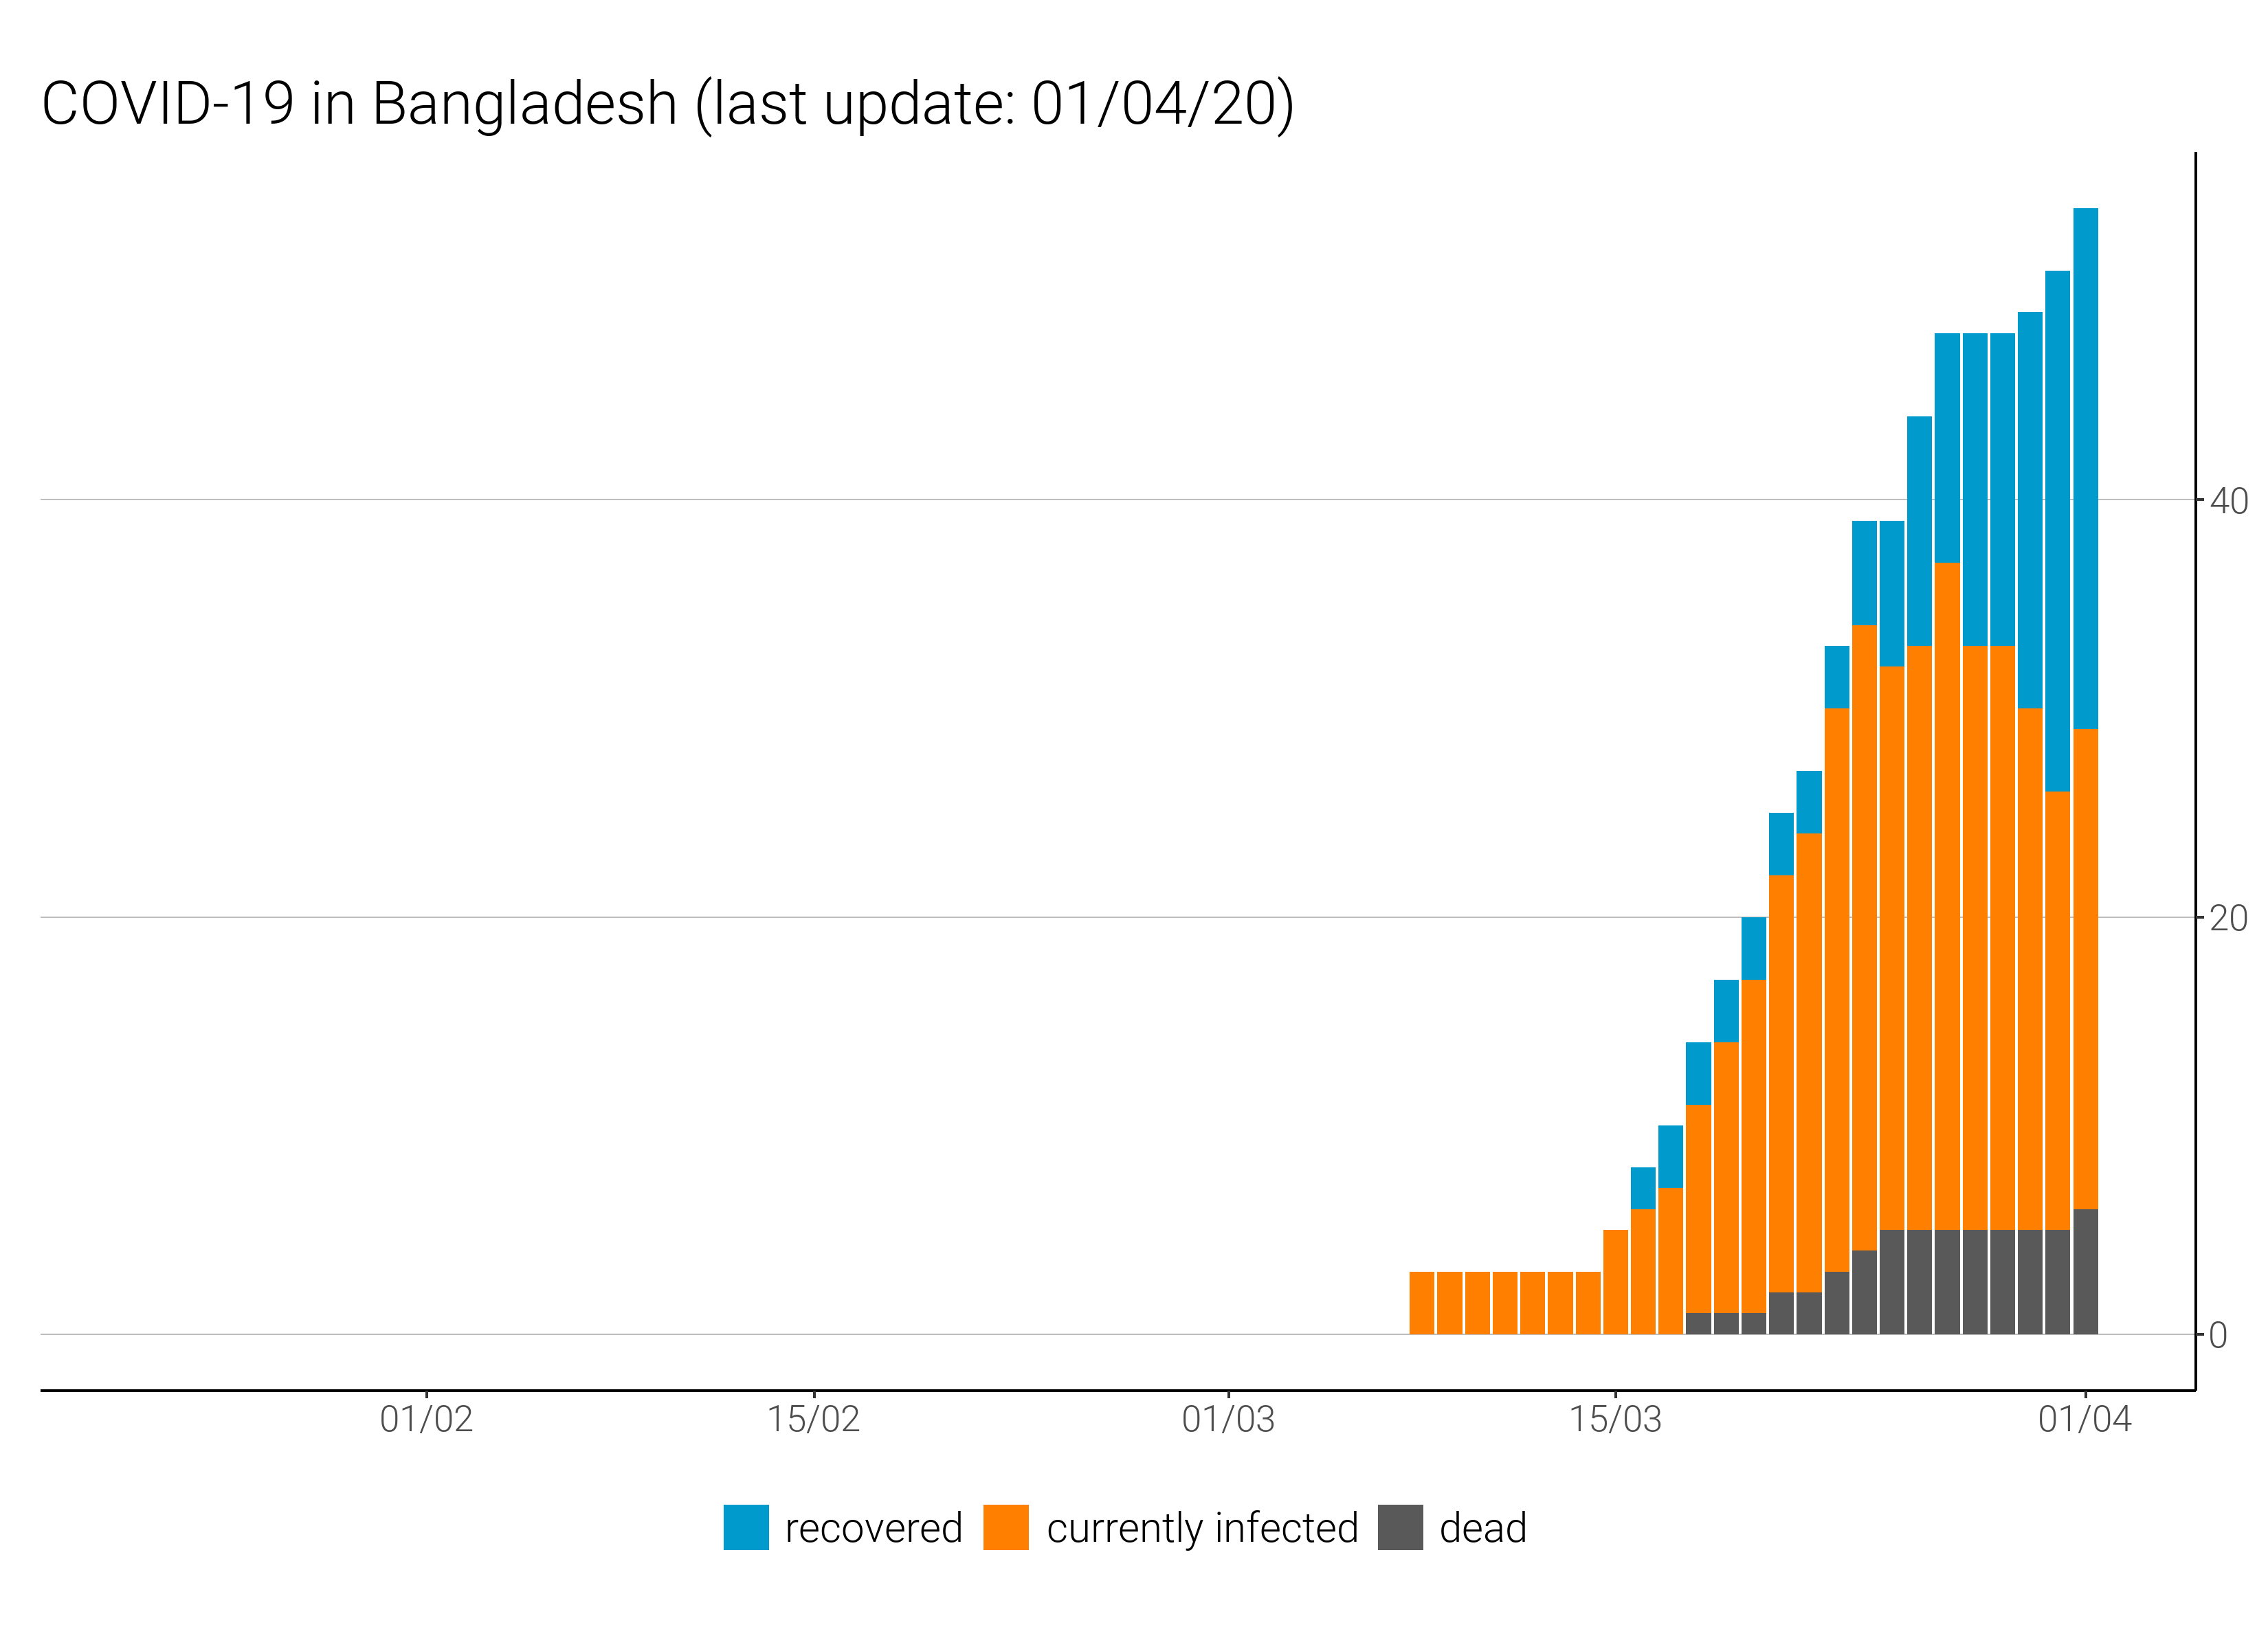 COVID-19 in Bangladesh (last update: 01/04/20)
40
20
0
01/02 15/02 01/03 15/03 01/04
recovered currently infected dead